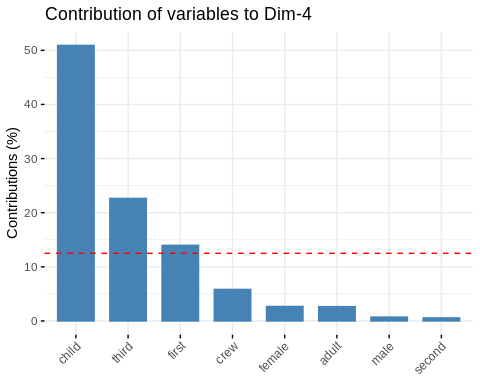 Contribution of variables to Dim-4
Contributions (%)
50
40
30
20
10
0
child
third
first
crew
female
adult
male
second